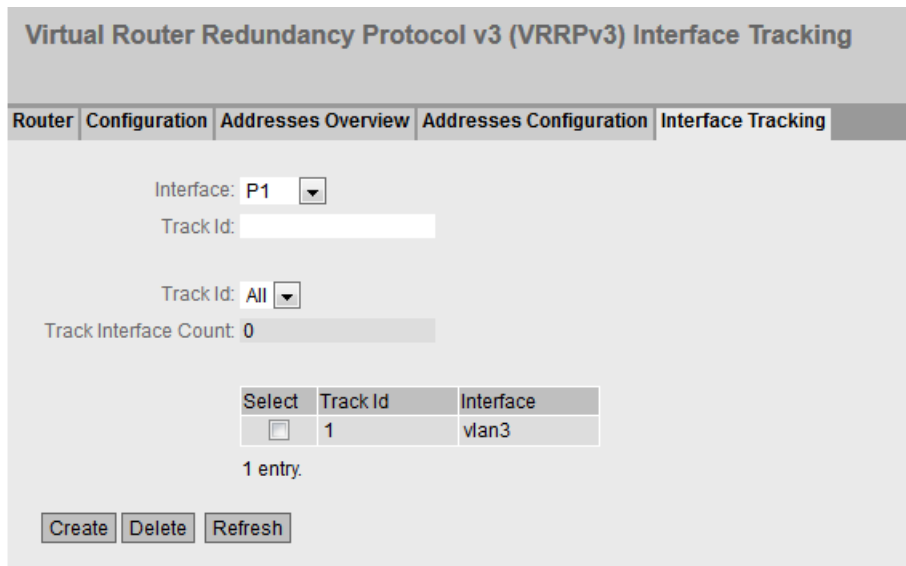 Virtual Router Redundancy Protocol v3 (VRRPv3) Interface Tracking
Router Configuration Addresses Overview Addresses Configuration Interface Tracking
Interface: P1
Track Id:
Track Id: All
Track Interface Count: 0
Select Track Id Interface
1 vlan3
1 entry.
Create Delete Refresh